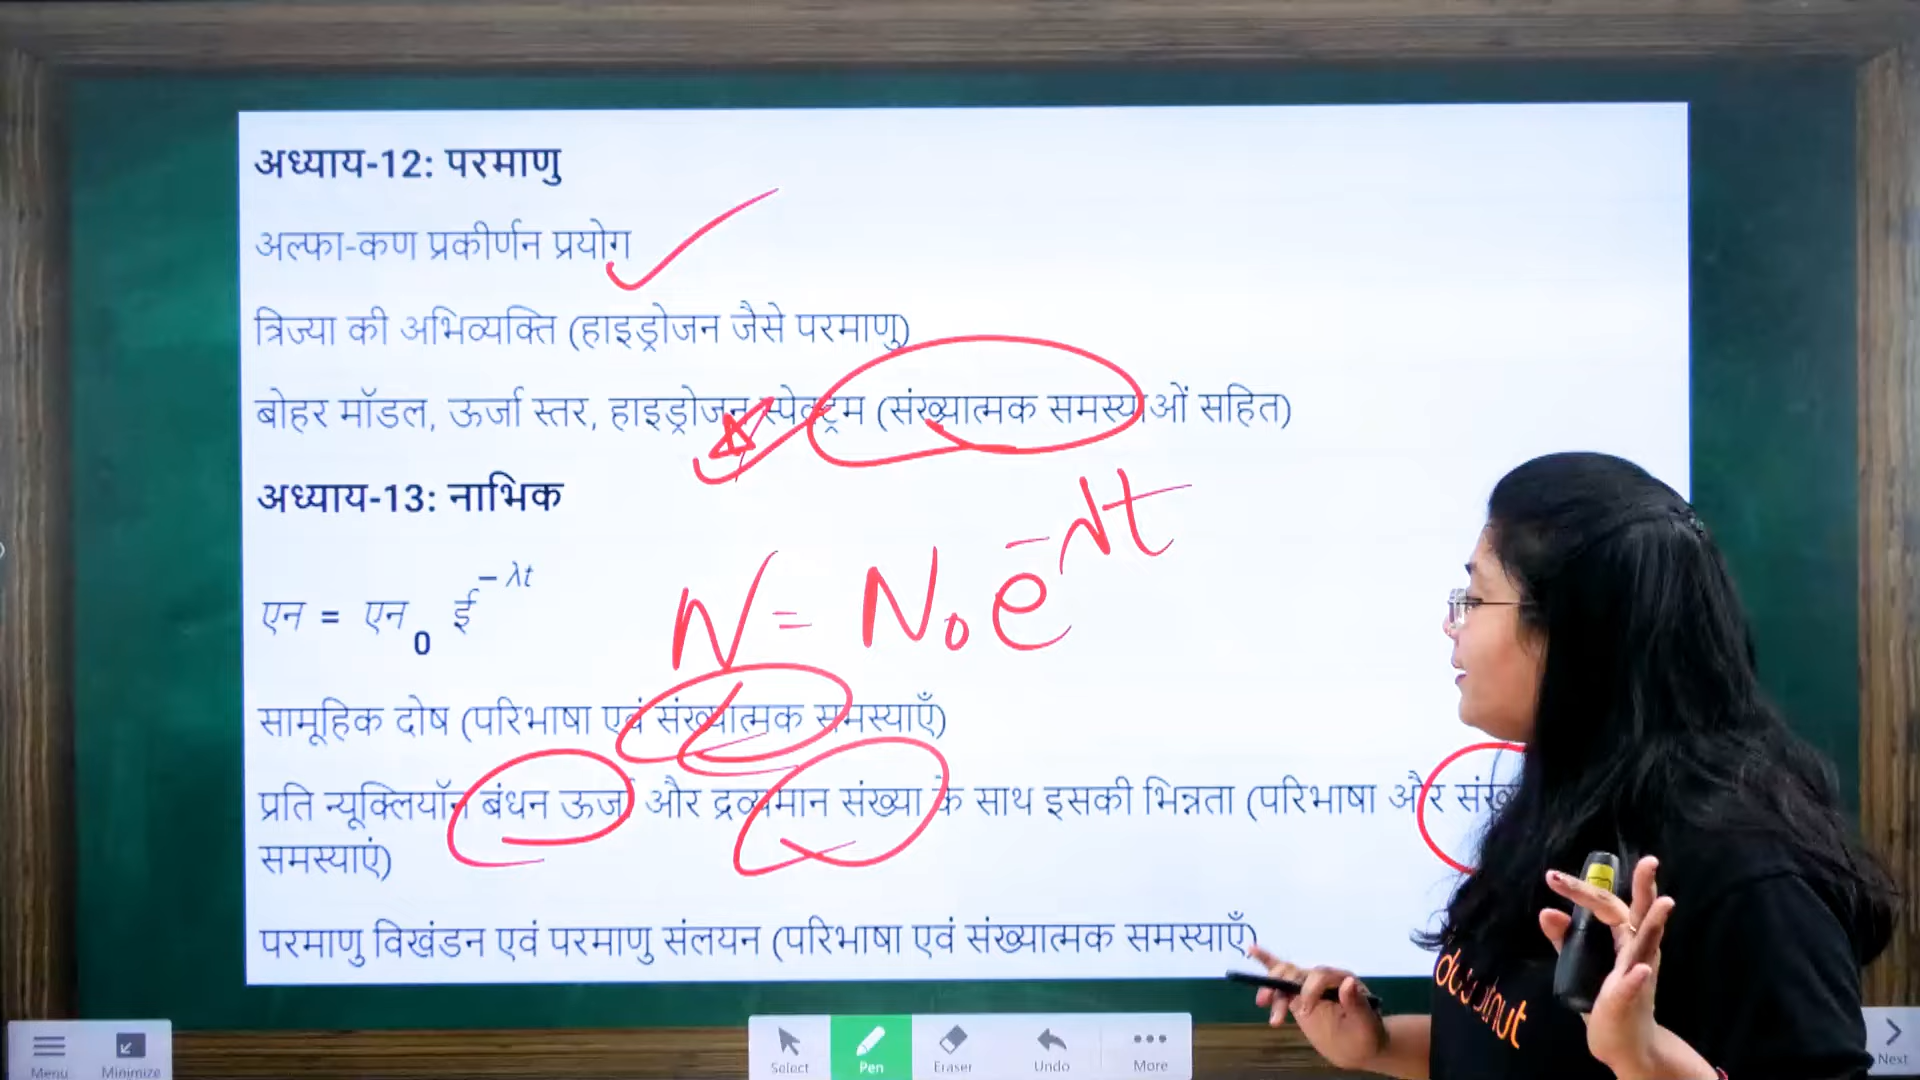 अध्याय-12: परमाणु
अल्फा-कण प्रकीर्णन प्रयोग
त्रिज्या की अभिव्यक्ति (हाइड्रोजन जैसे परमाणु)
बोहर मॉडल, ऊर्जा स्तर, हाइड्रोजन स्पेक्ट्रम (संख्यात्मक समस्याओं सहित)
अध्याय-13: नाभिक
एन = एन₀ ई^(-λt)
N = N₀ e^(-λt)
सामूहिक दोष (परिभाषा एवं संख्यात्मक समस्याएँ)
प्रति न्यूक्लियॉन बंधन ऊर्जा और द्रव्यमान संख्या के साथ इसकी भिन्नता (परिभाषा और
समस्याएं)
परमाणु विखंडन एवं परमाणु संलयन (परिभाषा एवं संख्यात्मक समस्याएँ)
Menu Minimize Select Pen Eraser Undo More Next